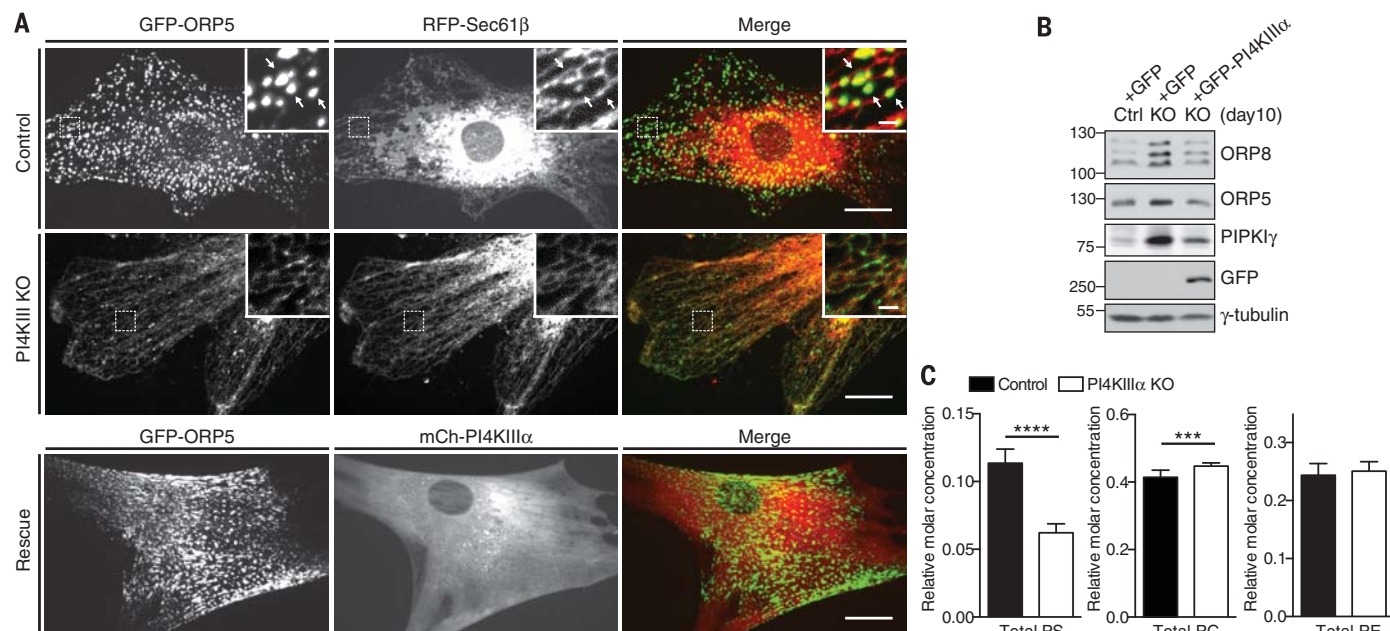 A
GFP-ORP5 RFP-Sec61β Merge
Control
PI4KIII KO
GFP-ORP5 mCh-PI4KIIIα Merge
Rescue
B
+GFP +GFP +GFP-PI4KIIIα
Ctrl KO KO (day10)
130
ORP8
100
130 ORP5
PIPKIγ
75
GFP
250
55 γ-tubulin
C
Control PI4KIIIα KO
Relative molar concentration
0.15
0.10
0.05
0.00
****
Total PS
Relative molar concentration
0.6
0.4
0.2
0.0
***
Total PC
Relative molar concentration
0.3
0.2
0.1
0.0
Total PE